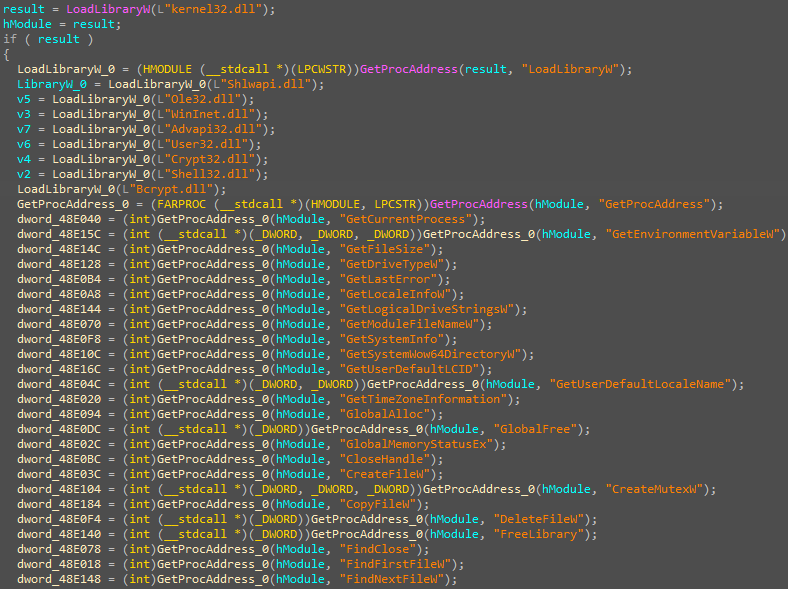 result = LoadLibraryW(L"kernel32.dll");
hModule = result;
if ( result )
{
LoadLibraryW_0 = (HMODULE (__stdcall *)(LPCWSTR))GetProcAddress(result, "LoadLibraryW");
LibraryW_0 = LoadLibraryW_0(L"Shlwapi.dll");
v5 = LoadLibraryW_0(L"Ole32.dll");
v3 = LoadLibraryW_0(L"WinInet.dll");
v7 = LoadLibraryW_0(L"Advapi32.dll");
v6 = LoadLibraryW_0(L"User32.dll");
v4 = LoadLibraryW_0(L"Crypt32.dll");
v2 = LoadLibraryW_0(L"Shell32.dll");
LoadLibraryW_0(L"Bcrypt.dll");
GetProcAddress_0 = (FARPROC (__stdcall *)(HMODULE, LPCSTR))GetProcAddress(hModule, "GetProcAddress");
dword_48E040 = (int)GetProcAddress_0(hModule, "GetCurrentProcess");
dword_48E15C = (int (__stdcall *)(_DWORD, _DWORD, _DWORD))GetProcAddress_0(hModule, "GetEnvironmentVariableW")
dword_48E14C = (int)GetProcAddress_0(hModule, "GetFileSize");
dword_48E128 = (int)GetProcAddress_0(hModule, "GetDriveTypeW");
dword_48E0B4 = (int)GetProcAddress_0(hModule, "GetLastError");
dword_48E0A8 = (int)GetProcAddress_0(hModule, "GetLocaleInfoW");
dword_48E144 = (int)GetProcAddress_0(hModule, "GetLogicalDriveStringsW");
dword_48E070 = (int)GetProcAddress_0(hModule, "GetModuleFileNameW");
dword_48E0F8 = (int)GetProcAddress_0(hModule, "GetSystemInfo");
dword_48E10C = (int)GetProcAddress_0(hModule, "GetSystemWow64DirectoryW");
dword_48E16C = (int)GetProcAddress_0(hModule, "GetUserDefaultLCID");
dword_48E04C = (int (__stdcall *)(_DWORD, _DWORD))GetProcAddress_0(hModule, "GetUserDefaultLocaleName");
dword_48E020 = (int)GetProcAddress_0(hModule, "GetTimeZoneInformation");
dword_48E094 = (int)GetProcAddress_0(hModule, "GlobalAlloc");
dword_48E0DC = (int (__stdcall *)(_DWORD))GetProcAddress_0(hModule, "GlobalFree");
dword_48E02C = (int)GetProcAddress_0(hModule, "GlobalMemoryStatusEx");
dword_48E0BC = (int)GetProcAddress_0(hModule, "CloseHandle");
dword_48E03C = (int)GetProcAddress_0(hModule, "CreateFileW");
dword_48E104 = (int (__stdcall *)(_DWORD, _DWORD, _DWORD))GetProcAddress_0(hModule, "CreateMutexW");
dword_48E184 = (int)GetProcAddress_0(hModule, "CopyFileW");
dword_48E0F4 = (int (__stdcall *)(_DWORD))GetProcAddress_0(hModule, "DeleteFileW");
dword_48E140 = (int (__stdcall *)(_DWORD))GetProcAddress_0(hModule, "FreeLibrary");
dword_48E078 = (int)GetProcAddress_0(hModule, "FindClose");
dword_48E018 = (int)GetProcAddress_0(hModule, "FindFirstFileW");
dword_48E148 = (int)GetProcAddress_0(hModule, "FindNextFileW");